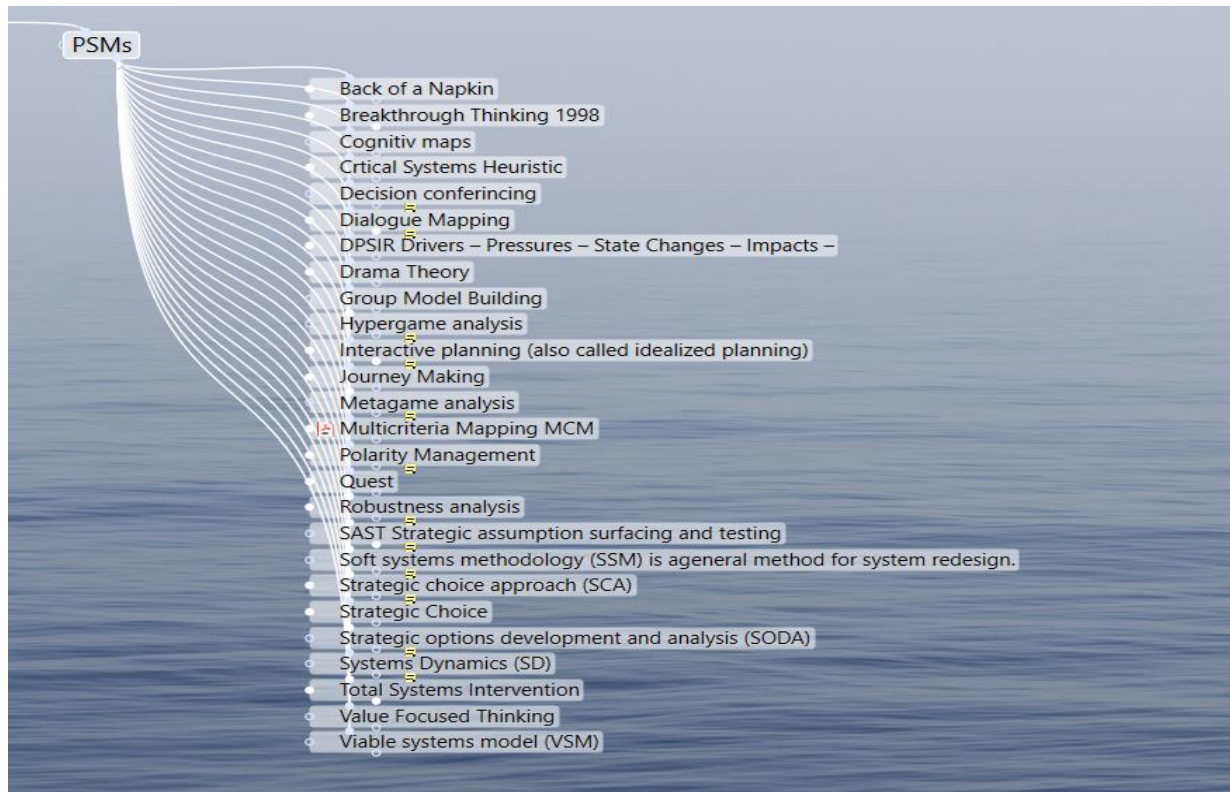 PSMs
Back of a Napkin
Breakthrough Thinking 1998
Cognitiv maps
Crtical Systems Heuristic
Decision conferincing
Dialogue Mapping
DPSIR Drivers – Pressures – State Changes – Impacts –
Drama Theory
Group Model Building
Hypergame analysis
Interactive planning (also called idealized planning)
Journey Making
Metagame analysis
Multicriteria Mapping MCM
Polarity Management
Quest
Robustness analysis
SAST Strategic assumption surfacing and testing
Soft systems methodology (SSM) is ageneral method for system redesign.
Strategic choice approach (SCA)
Strategic Choice
Strategic options development and analysis (SODA)
Systems Dynamics (SD)
Total Systems Intervention
Value Focused Thinking
Viable systems model (VSM)